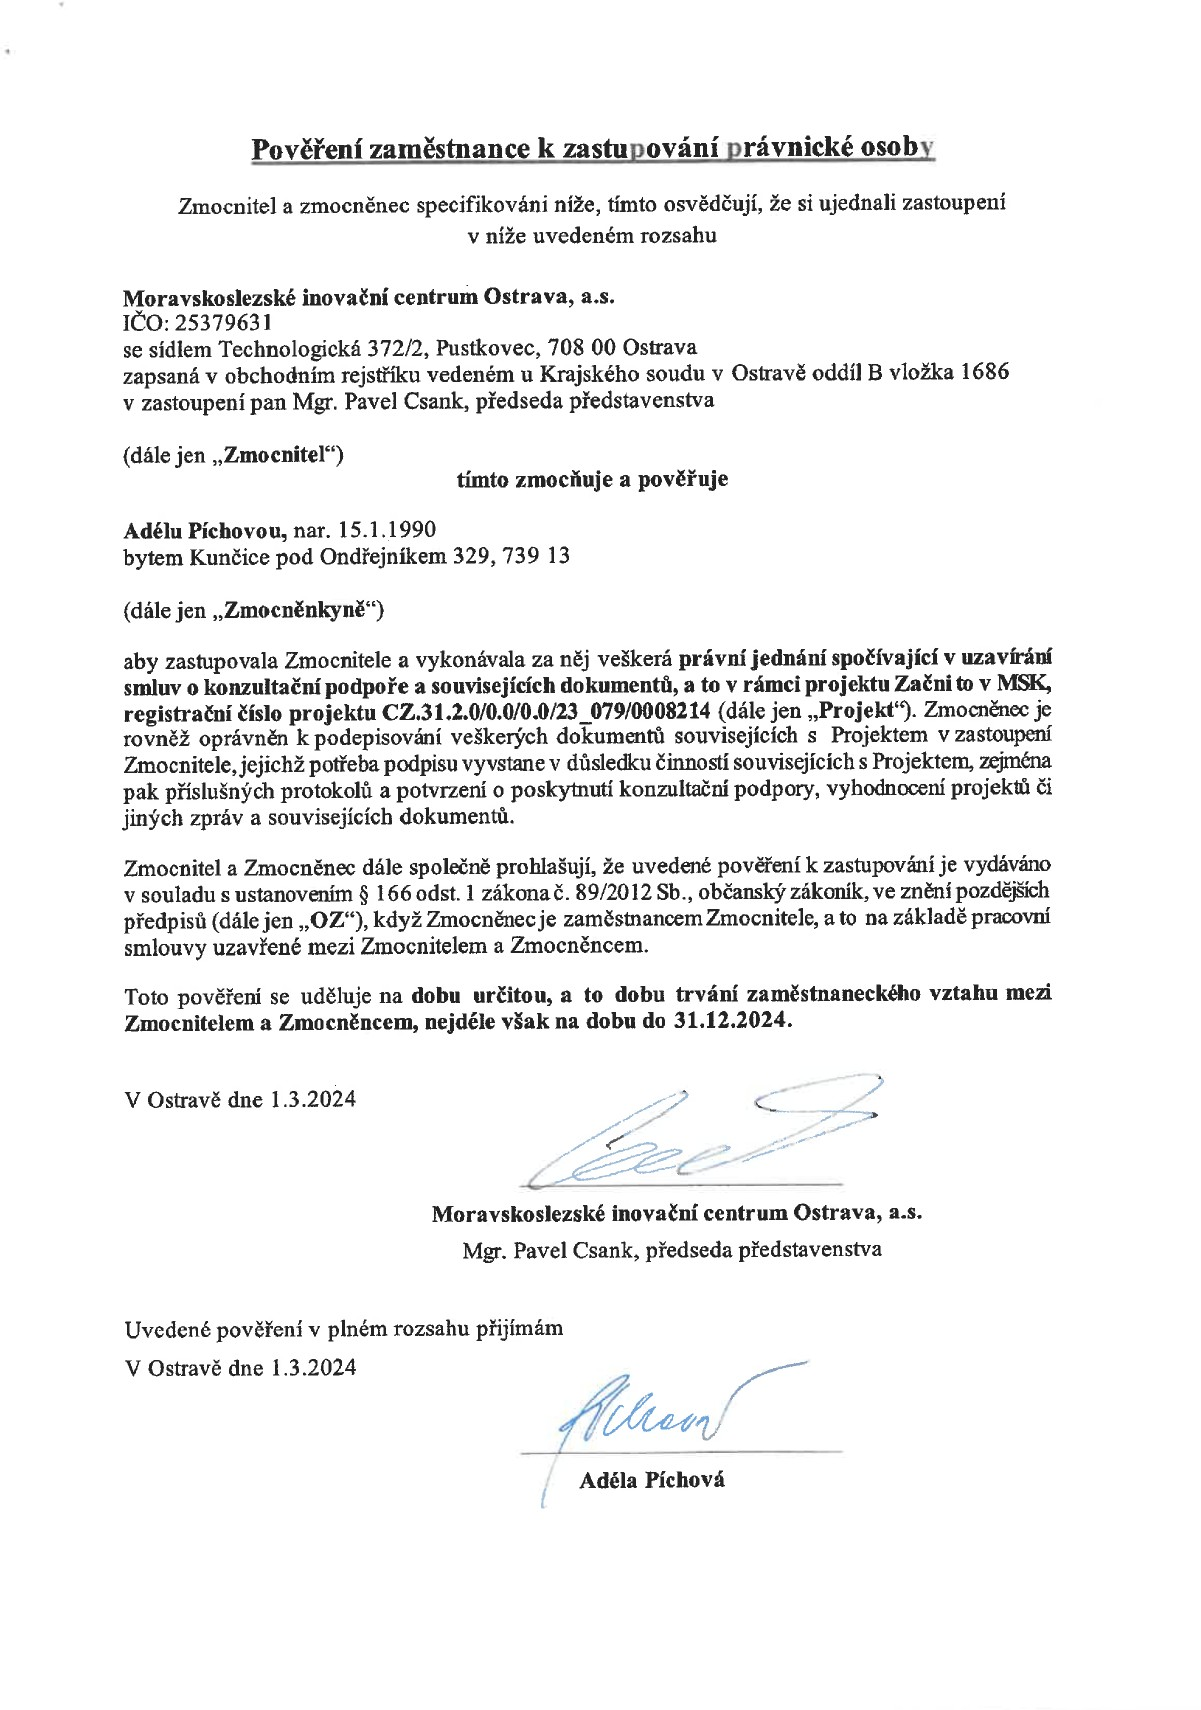 Pověření zaměstnance k zastupování právnické osoby
Zmocnitel a zmocněnec specifikováni níže, tímto osvědčují, že si ujednali zastoupení
v níže uvedeném rozsahu
Moravskoslezské inovační centrum Ostrava, a.s.
IČO: 25379631
se sídlem Technologická 372/2, Pustkovec, 708 00 Ostrava
zapsaná v obchodním rejstříku vedeném u Krajského soudu v Ostravě oddíl B vložka 1686
v zastoupení pan Mgr. Pavel Csank, předseda představenstva
(dále jen „Zmocnitel“)
tímto zmocňuje a pověřuje
Adélu Píchovou, nar. 15.1.1990
bytem Kunčice pod Ondřejníkem 329, 739 13
(dále jen „Zmocněnkyně“)
aby zastupovala Zmocnitele a vykonávala za něj veškerá právní jednání spočívající v uzavírání
smluv o konzultační podpoře a souvisejících dokumentů, a to v rámci projektu Začni to v MSK,
registrační číslo projektu CZ.31.2.0/0.0/0.0/23_079/0008214 (dále jen „Projekt“). Zmocněnec je
rovněž oprávněn k podepisování veškerých dokumentů souvisejících s Projektem v zastoupení
Zmocnitele, jejichž potřeba podpisu vyvstane v důsledku činností souvisejících s Projektem, zejména
pak příslušných protokolů a potvrzení o poskytnutí konzultační podpory, vyhodnocení projektů či
jiných zpráv a souvisejících dokumentů.
Zmocnitel a Zmocněnec dále společně prohlašují, že uvedené pověření k zastupování je vydáváno
v souladu s ustanovením § 166 odst. 1 zákona č. 89/2012 Sb., občanský zákoník, ve znění pozdějších
předpisů (dále jen „OZ“), když Zmocněnec je zaměstnancem Zmocnitele, a to na základě pracovní
smlouvy uzavřené mezi Zmocnitelem a Zmocněncem.
Toto pověření se uděluje na dobu určitou, a to dobu trvání zaměstnaneckého vztahu mezi
Zmocnitelem a Zmocněncem, nejdéle však na dobu do 31.12.2024.
V Ostravě dne 1.3.2024
Moravskoslezské inovační centrum Ostrava, a.s.
Mgr. Pavel Csank, předseda představenstva
Uvedené pověření v plném rozsahu přijímám
V Ostravě dne 1.3.2024
Adéla Píchová